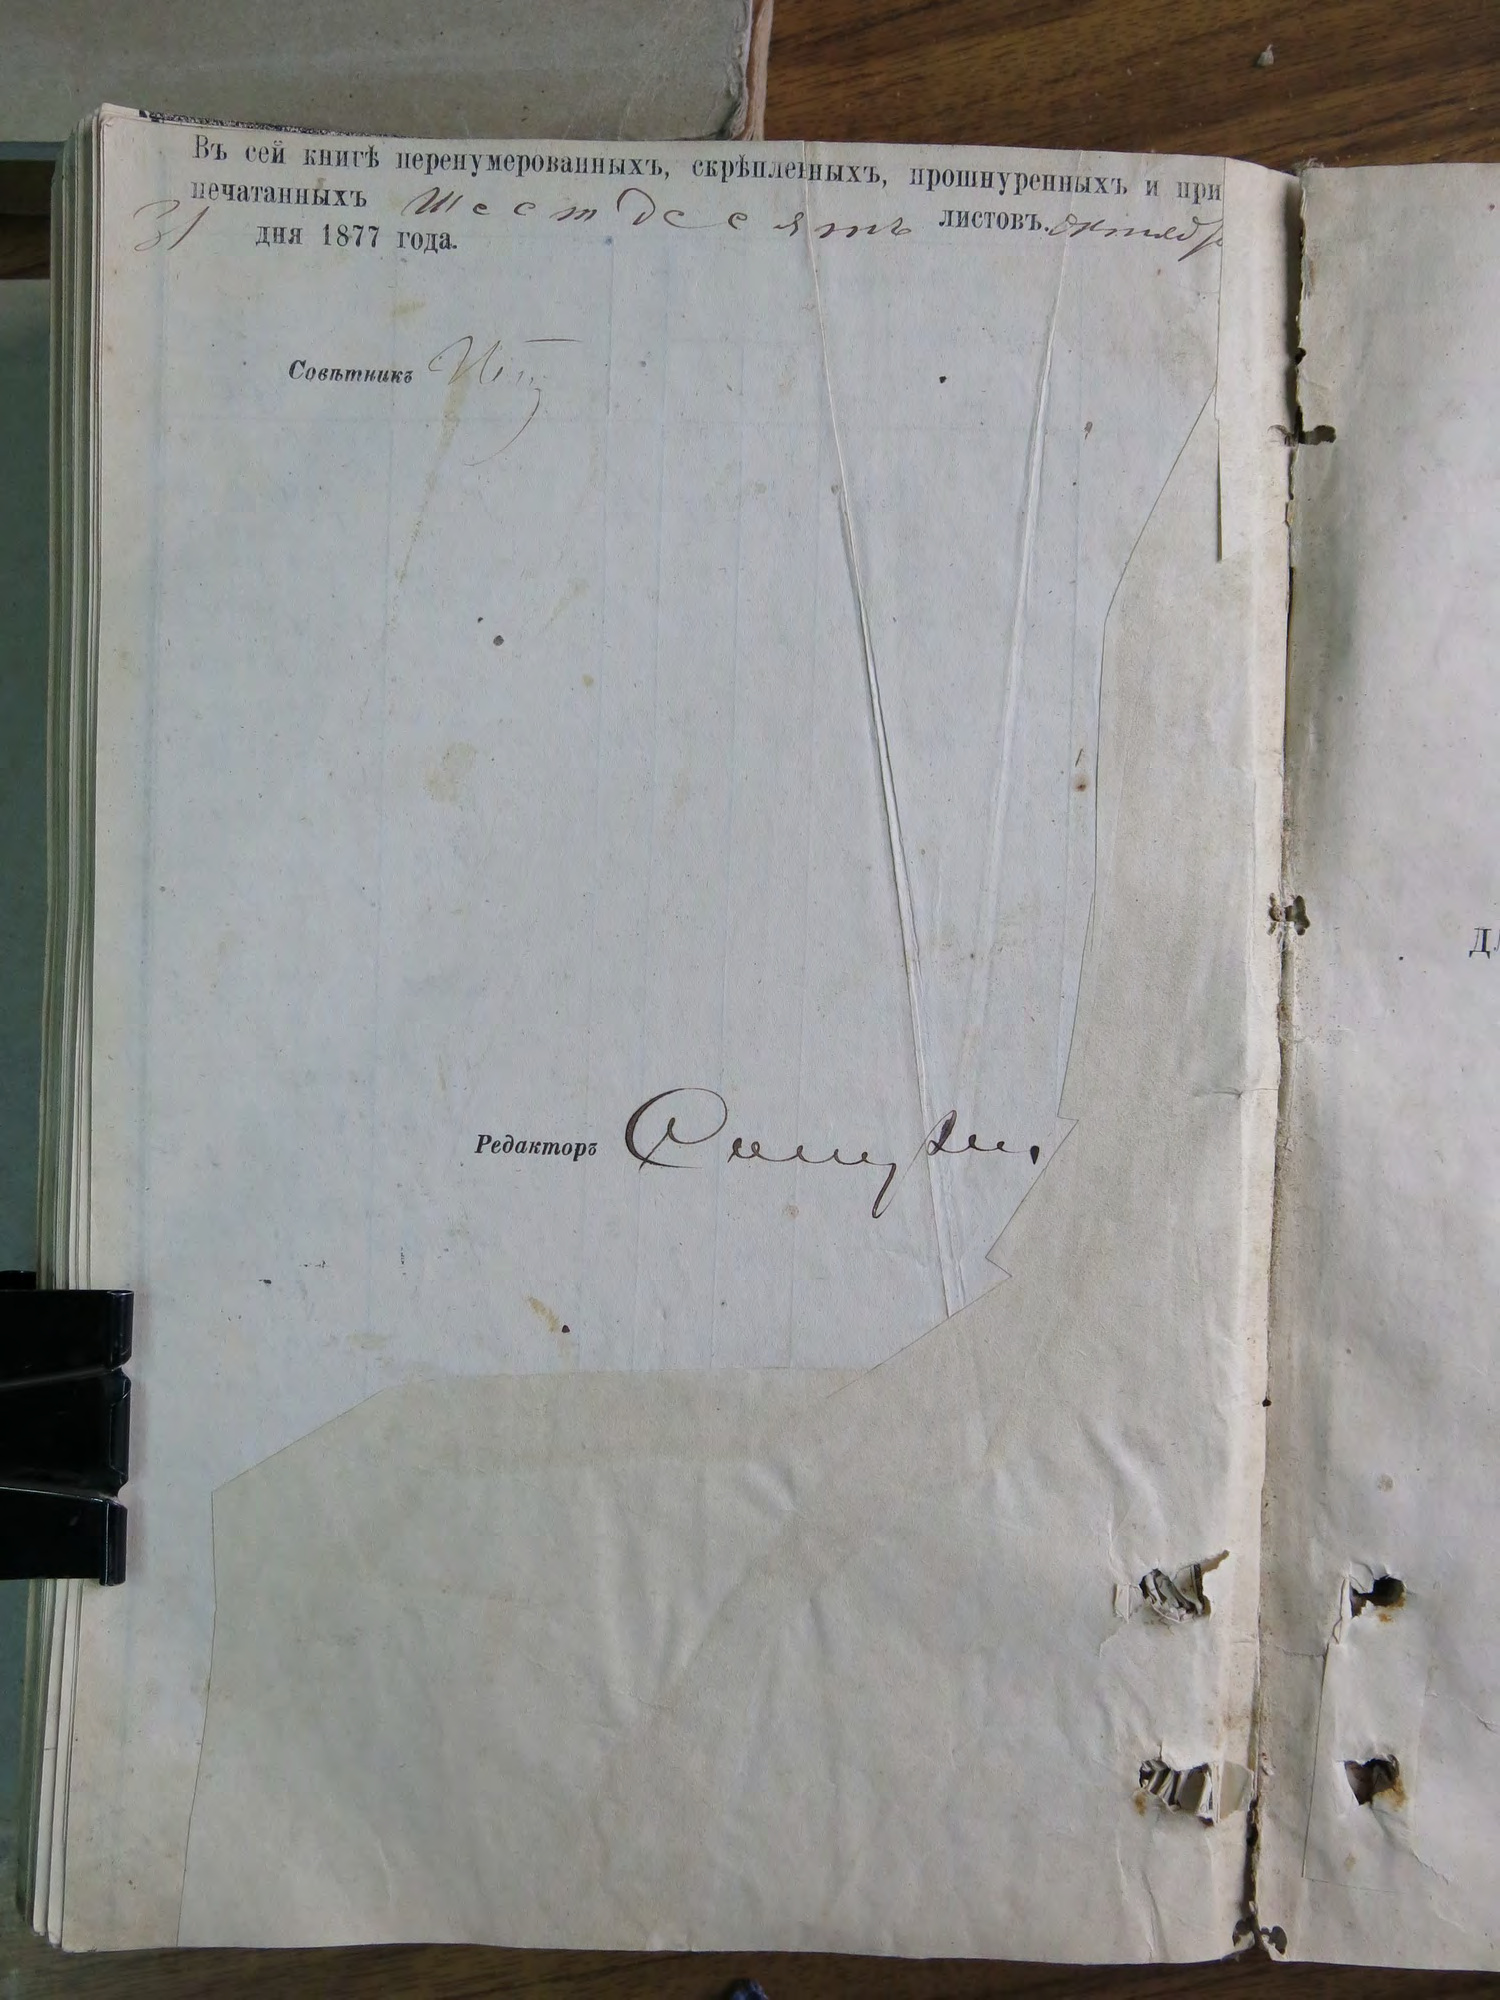 Въ сей книгѣ перенумерованныхъ, скрѣпленныхъ, прошнуренныхъ и при
печатанныхъ Шестдесятъ листовъ. октябр
31 дня 1877 года.
Совѣтникъ
Редакторъ
Д